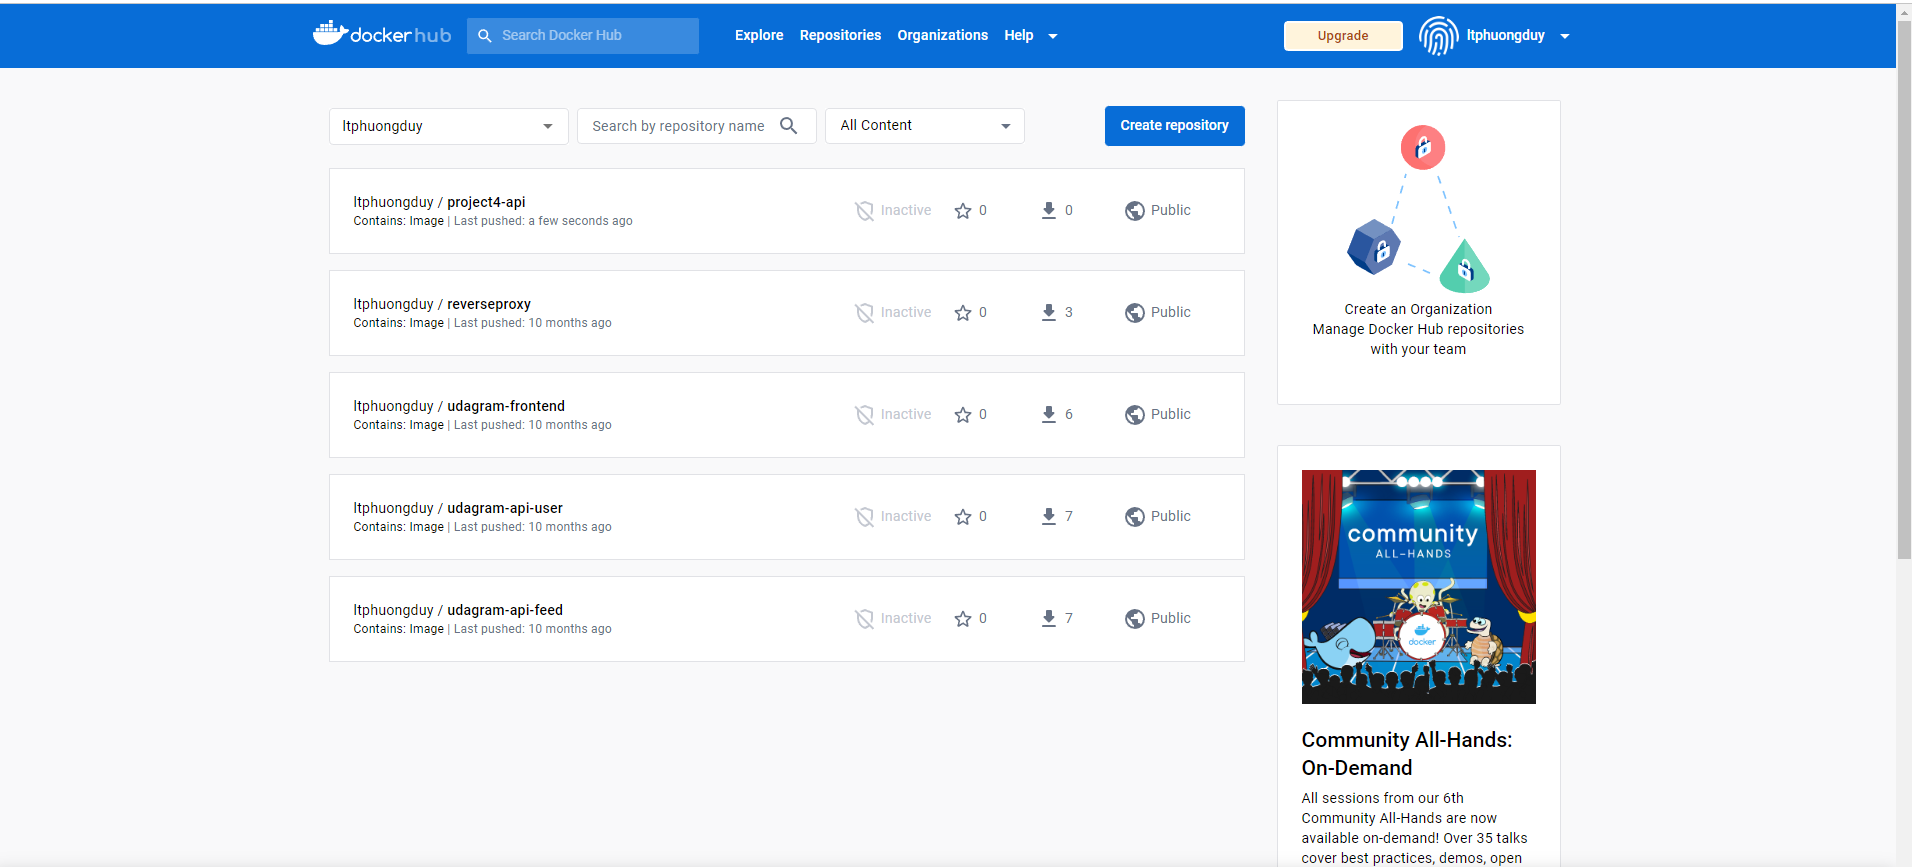 docker hub
Search Docker Hub
Explore Repositories Organizations Help
Upgrade
ltphuongduy
ltphuongduy
Search by repository name
All Content
Create repository
ltphuongduy / project4-api
Contains: Image | Last pushed: a few seconds ago
Inactive 0 0 Public
ltphuongduy / reverseproxy
Contains: Image | Last pushed: 10 months ago
Inactive 0 3 Public
ltphuongduy / udagram-frontend
Contains: Image | Last pushed: 10 months ago
Inactive 0 6 Public
ltphuongduy / udagram-api-user
Contains: Image | Last pushed: 10 months ago
Inactive 0 7 Public
ltphuongduy / udagram-api-feed
Contains: Image | Last pushed: 10 months ago
Inactive 0 7 Public
Create an Organization
Manage Docker Hub repositories
with your team
community
ALL-HANDS
docker
Community All-Hands:
On-Demand
All sessions from our 6th
Community All-Hands are now
available on-demand! Over 35 talks
cover best practices, demos, open